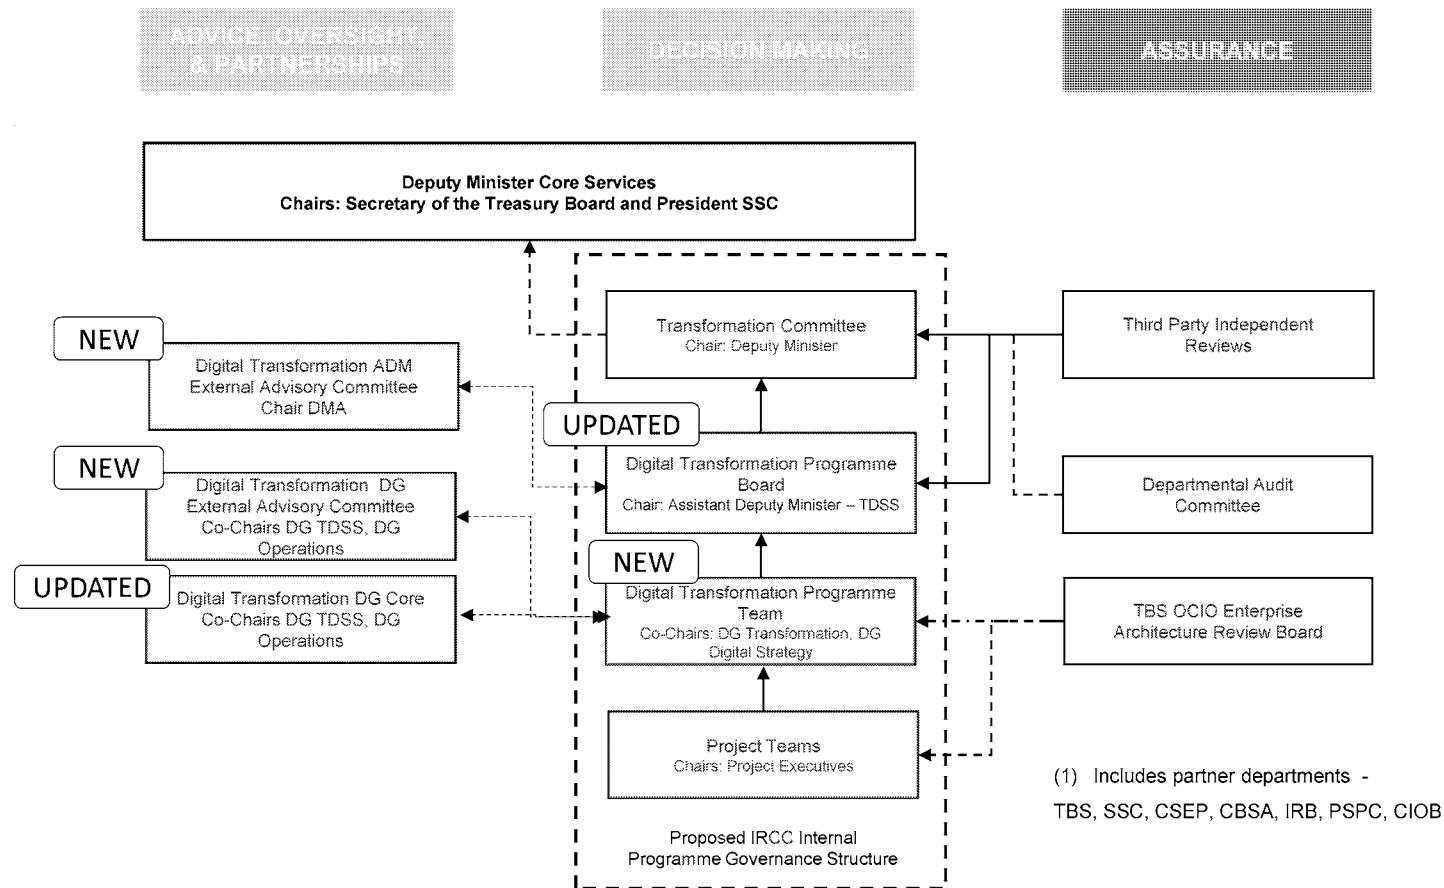 ADVICE, OVERSIGHT,
& PARTNERSHIPS
DECISION MAKING
ASSURANCE
Deputy Minister Core Services
Chairs: Secretary of the Treasury Board and President SSC
Transformation Committee
Chair: Deputy Minister
Third Party Independent
Reviews
NEW
Digital Transformation ADM
External Advisory Committee
Chair DMA
UPDATED
Digital Transformation Programme
Board
Chair: Assistant Deputy Minister – TDSS
NEW
Digital Transformation DG
External Advisory Committee
Co-Chairs DG TDSS, DG
Operations
Departmental Audit
Committee
UPDATED
Digital Transformation DG Core
Co-Chairs DG TDSS, DG
Operations
NEW
Digital Transformation Programme
Team
Co-Chairs: DG Transformation, DG
Digital Strategy
TBS OCIO Enterprise
Architecture Review Board
Project Teams
Chairs: Project Executives
Proposed IRCC Internal
Programme Governance Structure
(1) Includes partner departments -
TBS, SSC, CSEP, CBSA, IRB, PSPC, CIOB